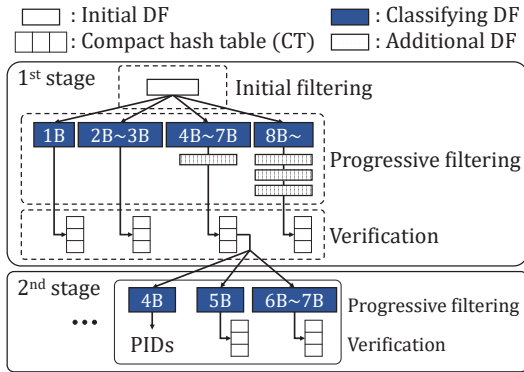 : Initial DF
: Classifying DF
: Compact hash table (CT)
: Additional DF
1st stage
Initial filtering
1B
2B~3B
4B~7B
8B~
Progressive filtering
Verification
2nd stage
4B
5B
6B~7B
Progressive filtering
...
PIDs
Verification